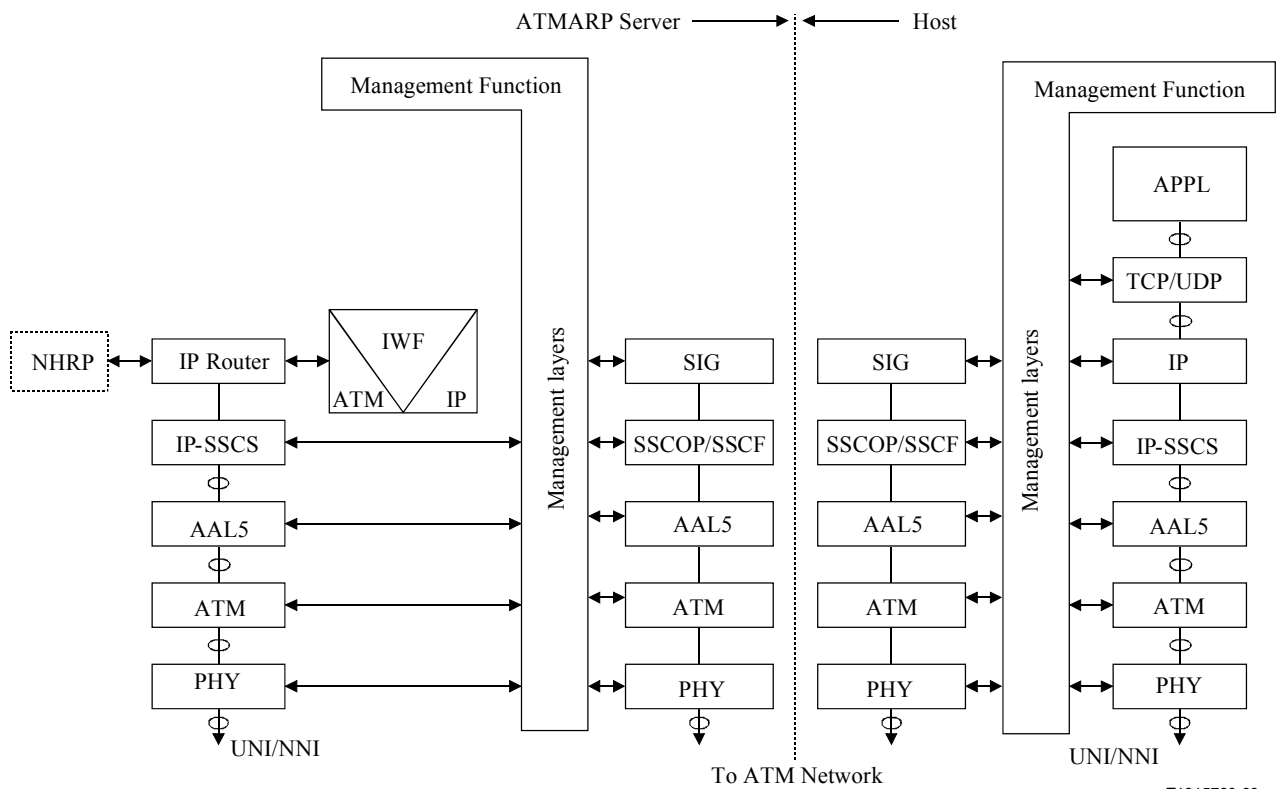 ATMARP Server
Host
Management Function
Management Function
APPL
TCP/UDP
NHRP
IP Router
IWF
ATM
IP
Management layers
SIG
SIG
Management layers
IP
IP-SSCS
SSCOP/SSCF
SSCOP/SSCF
IP-SSCS
AAL5
AAL5
AAL5
AAL5
ATM
ATM
ATM
ATM
PHY
PHY
PHY
PHY
UNI/NNI
UNI/NNI
To ATM Network